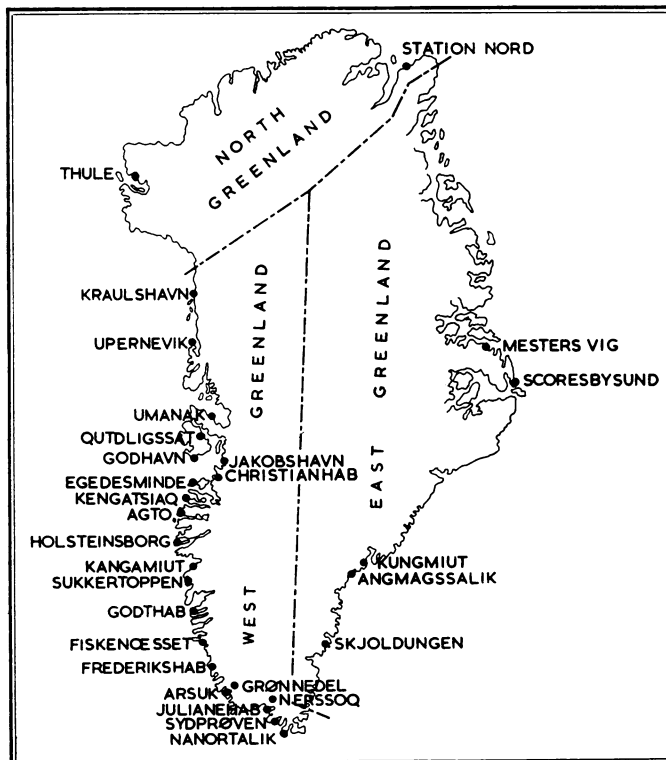 STATION NORD
NORTH
GREENLAND
THULE
KRAULSHAVN
UPERNEVIK
WEST GREENLAND
EAST GREENLAND
MESTERS VIG
SCORESBYSUND
UMANAK
QUTDLIGSSAT
GODHAVN
JAKOBSHAVN
CHRISTIANHAB
EGEDESMINDE
KENGATSIAQ
AGTO
HOLSTEINSBORG
KANGAMIUT
SUKKERTOPPEN
KUNGMIUT
ANGMAGSSALIK
GODTHAB
FISKENŒSSET
SKJOLDUNGEN
FREDERIKSHAB
GRØNNEDEL
ARSUK
NERSSOQ
JULIANEHAB
SYDPRØVEN
NANORTALIK